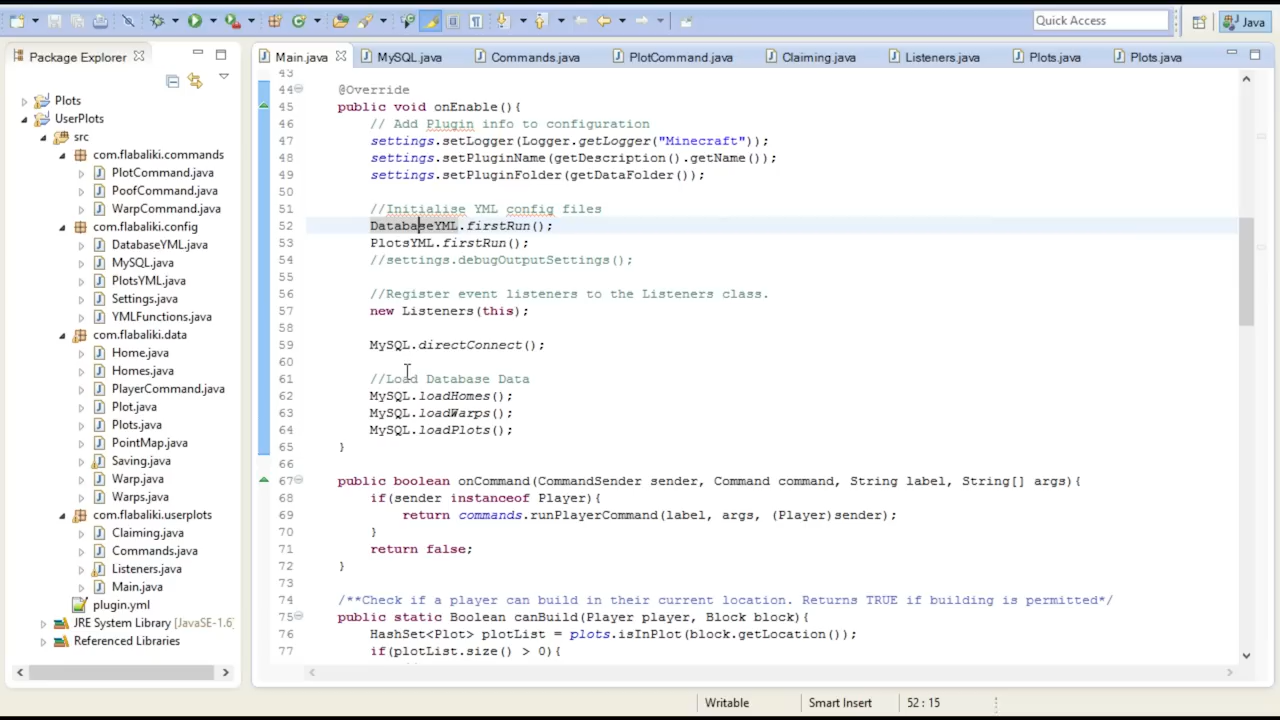 Quick Access
Java
Package Explorer
Main.java
MySQL.java
Commands.java
PlotCommand.java
Claiming.java
Listeners.java
Plots.java
Plots.java
Plots
UserPlots
src
com.flabaliki.commands
PlotCommand.java
PoofCommand.java
WarpCommand.java
com.flabaliki.config
DatabaseYML.java
MySQL.java
PlotsYML.java
Settings.java
YMLFunctions.java
com.flabaliki.data
Home.java
Homes.java
PlayerCommand.java
Plot.java
Plots.java
PointMap.java
Saving.java
Warp.java
Warps.java
com.flabaliki.userplots
Claiming.java
Commands.java
Listeners.java
Main.java
plugin.yml
JRE System Library [JavaSE-1.6]
Referenced Libraries
43
44 @Override
45 public void onEnable(){
46 // Add Plugin info to configuration
47 settings.setLogger(Logger.getLogger("Minecraft"));
48 settings.setPluginName(getDescription().getName());
49 settings.setPluginFolder(getDataFolder());
50
51 //Initialise YML config files
52 DatabaseYML.firstRun();
53 PlotsYML.firstRun();
54 //settings.debugOutputSettings();
55
56 //Register event listeners to the Listeners class.
57 new Listeners(this);
58
59 MySQL.directConnect();
60
61 //Load Database Data
62 MySQL.loadHomes();
63 MySQL.loadWarps();
64 MySQL.loadPlots();
65 }
66
67 public boolean onCommand(CommandSender sender, Command command, String label, String[] args){
68 if(sender instanceof Player){
69 return commands.runPlayerCommand(label, args, (Player)sender);
70 }
71 return false;
72 }
73
74 /**Check if a player can build in their current location. Returns TRUE if building is permitted*/
75 public static Boolean canBuild(Player player, Block block){
76 HashSet<Plot> plotList = plots.isInPlot(block.getLocation());
77 if(plotList.size() > 0){
Writable
Smart Insert
52 : 15